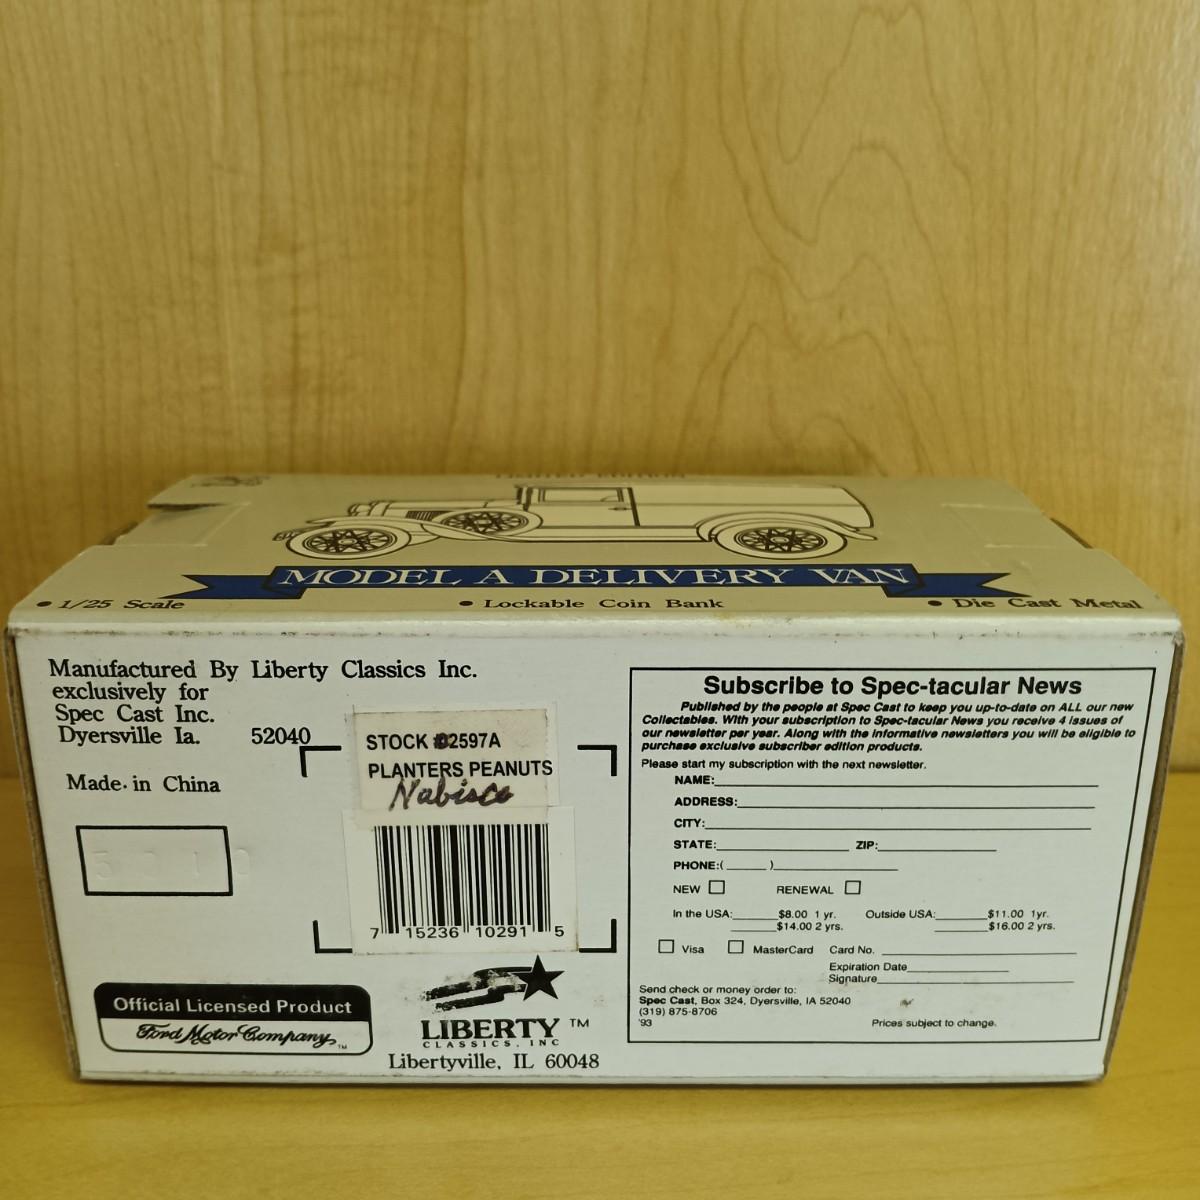 LIMITED EDITION
MODEL A DELIVERY VAN
• 1/25 Scale • Lockable Coin Bank • Die Cast Metal
Manufactured By Liberty Classics Inc.
exclusively for
Spec Cast Inc.
Dyersville Ia. 52040
Made in China
STOCK #2597A
PLANTERS PEANUTS
Nabisco
7 15236 10291 5
Official Licensed Product
Ford Motor Company TM
LIBERTY TM
CLASSICS, INC
Libertyville, IL 60048
Subscribe to Spec-tacular News
Published by the people at Spec Cast to keep you up-to-date on ALL our new
Collectables. With your subscription to Spec-tacular News you receive 4 issues of
our newsletter per year. Along with the informative newsletters you will be eligible to
purchase exclusive subscriber edition products.
Please start my subscription with the next newsletter.
NAME:
ADDRESS:
CITY:
STATE: ZIP:
PHONE:( )
NEW RENEWAL
In the USA: $8.00 1 yr. Outside USA: $11.00 1yr.
$14.00 2 yrs. $16.00 2 yrs.
Visa MasterCard Card No.
Expiration Date
Signature
Send check or money order to:
Spec Cast, Box 324, Dyersville, IA 52040
(319) 875-8706
'93 Prices subject to change.